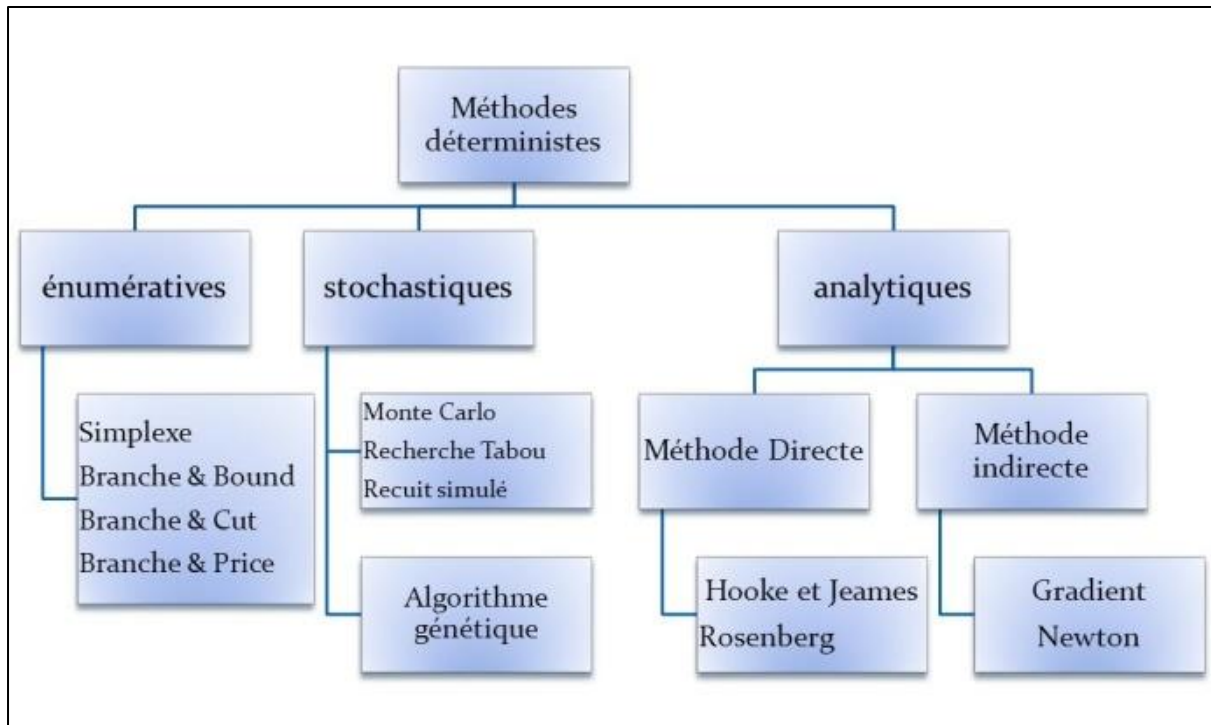 Méthodes
déterministes
énumératives
stochastiques
analytiques
Simplexe
Branche & Bound
Branche & Cut
Branche & Price
Monte Carlo
Recherche Tabou
Recuit simulé
Algorithme
génétique
Méthode Directe
Méthode
indirecte
Hooke et Jeames
Rosenberg
Gradient
Newton